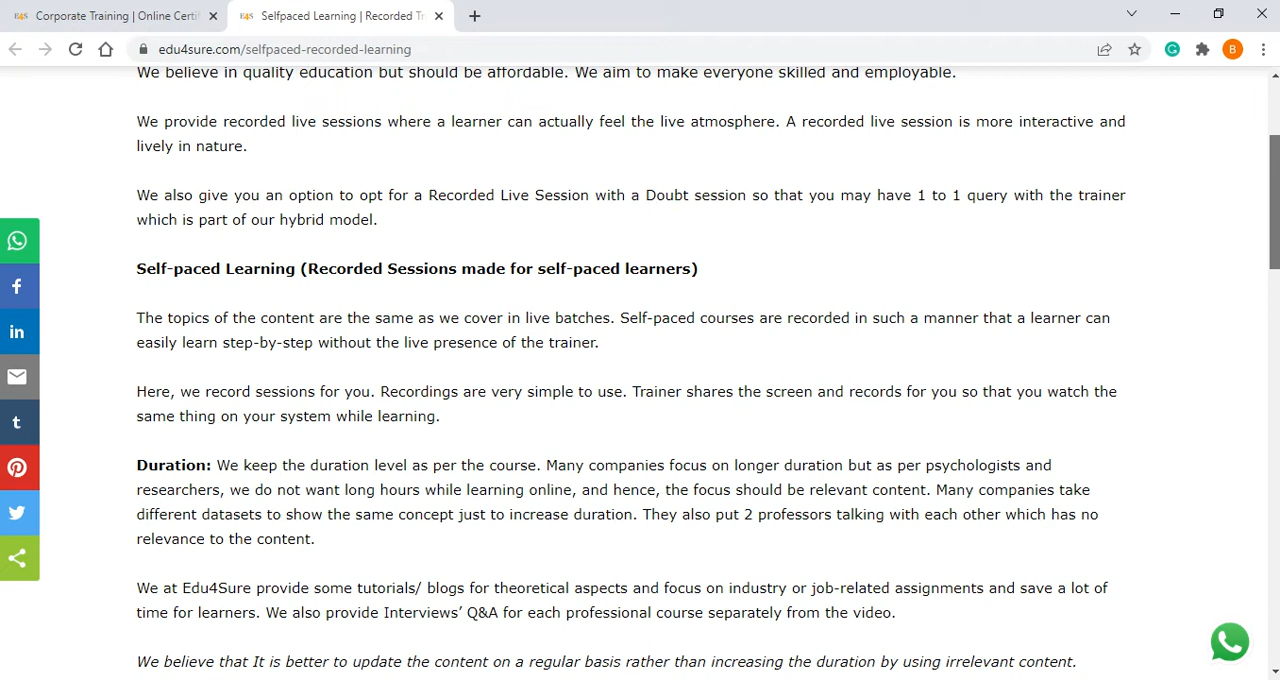 E4S Corporate Training | Online Certif
E4S Selfpaced Learning | Recorded Tr
edu4sure.com/selfpaced-recorded-learning
B
We believe in quality education but should be affordable. We aim to make everyone skilled and employable.
We provide recorded live sessions where a learner can actually feel the live atmosphere. A recorded live session is more interactive and
lively in nature.
We also give you an option to opt for a Recorded Live Session with a Doubt session so that you may have 1 to 1 query with the trainer
which is part of our hybrid model.
Self-paced Learning (Recorded Sessions made for self-paced learners)
The topics of the content are the same as we cover in live batches. Self-paced courses are recorded in such a manner that a learner can
easily learn step-by-step without the live presence of the trainer.
Here, we record sessions for you. Recordings are very simple to use. Trainer shares the screen and records for you so that you watch the
same thing on your system while learning.
Duration: We keep the duration level as per the course. Many companies focus on longer duration but as per psychologists and
researchers, we do not want long hours while learning online, and hence, the focus should be relevant content. Many companies take
different datasets to show the same concept just to increase duration. They also put 2 professors talking with each other which has no
relevance to the content.
We at Edu4Sure provide some tutorials/ blogs for theoretical aspects and focus on industry or job-related assignments and save a lot of
time for learners. We also provide Interviews’ Q&A for each professional course separately from the video.
We believe that It is better to update the content on a regular basis rather than increasing the duration by using irrelevant content.